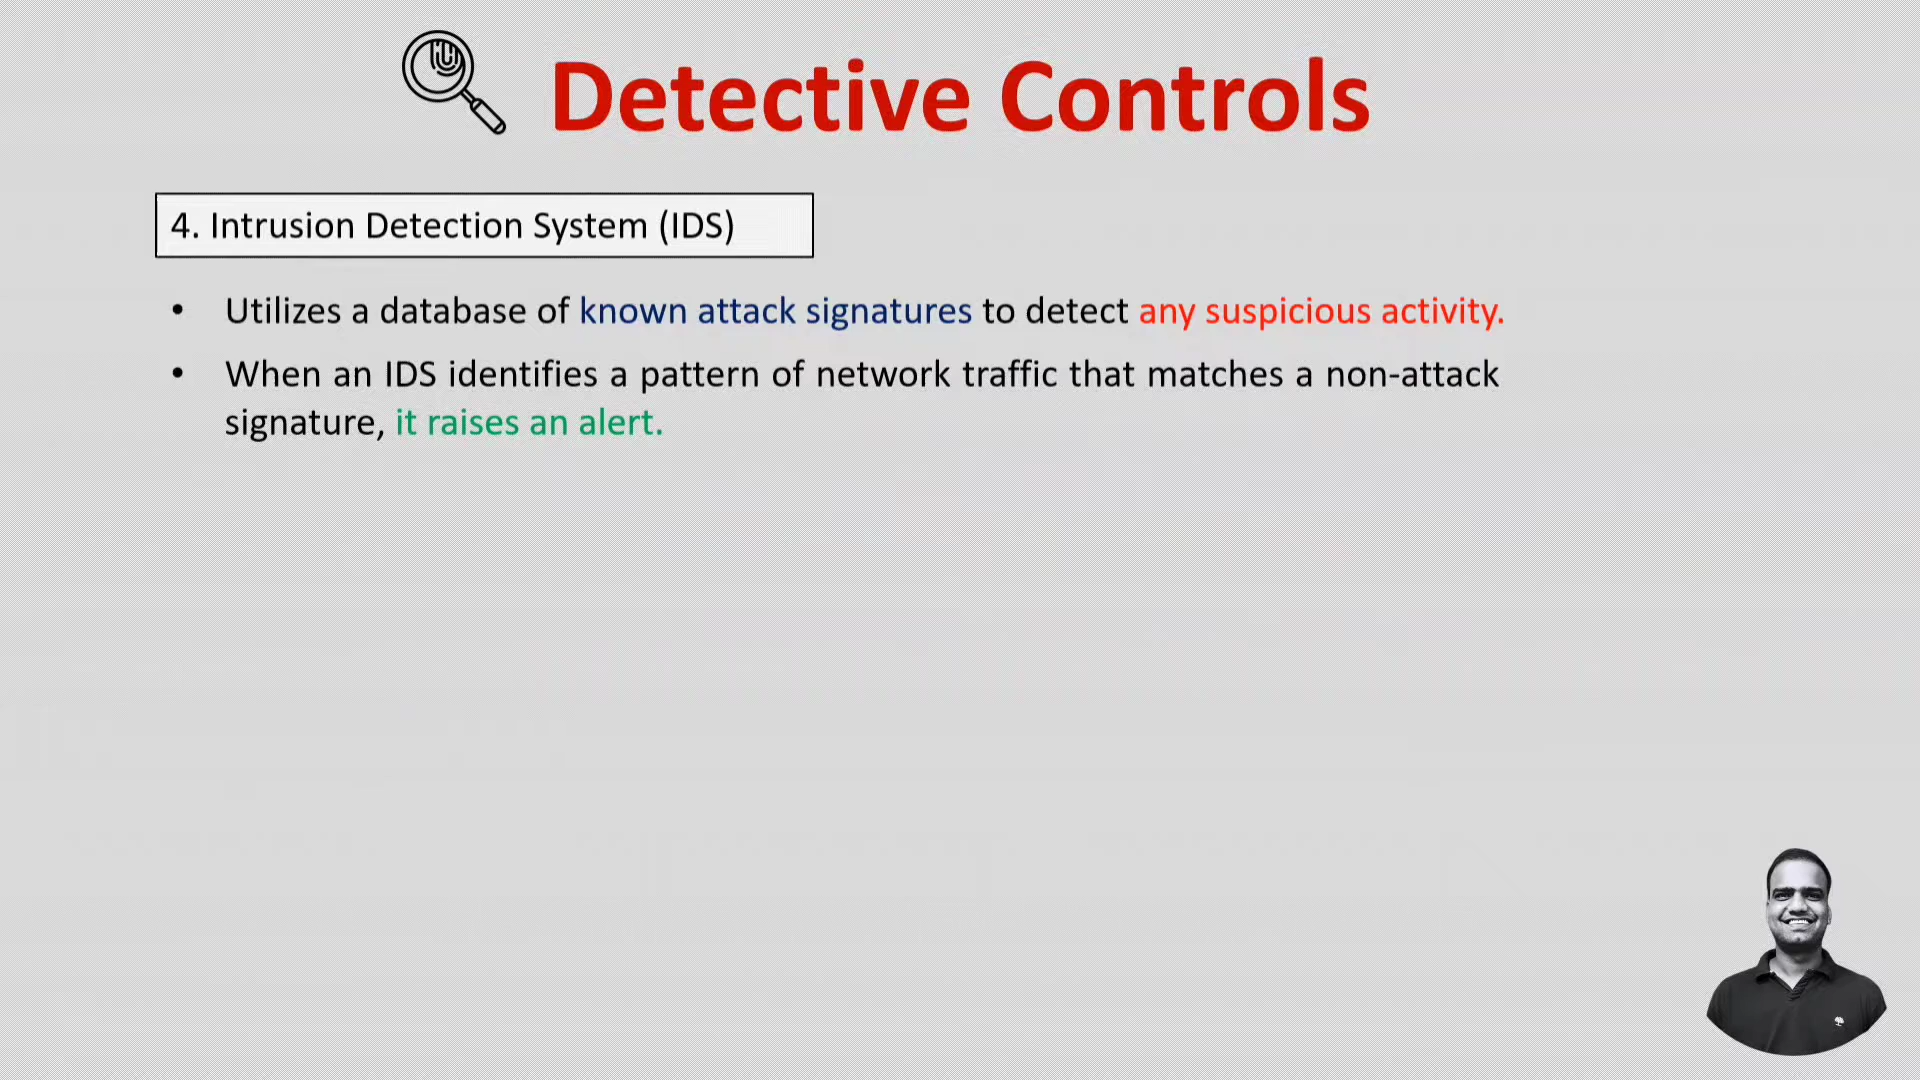 Detective Controls
4. Intrusion Detection System (IDS)
• Utilizes a database of known attack signatures to detect any suspicious activity.
• When an IDS identifies a pattern of network traffic that matches a non-attack
signature, it raises an alert.